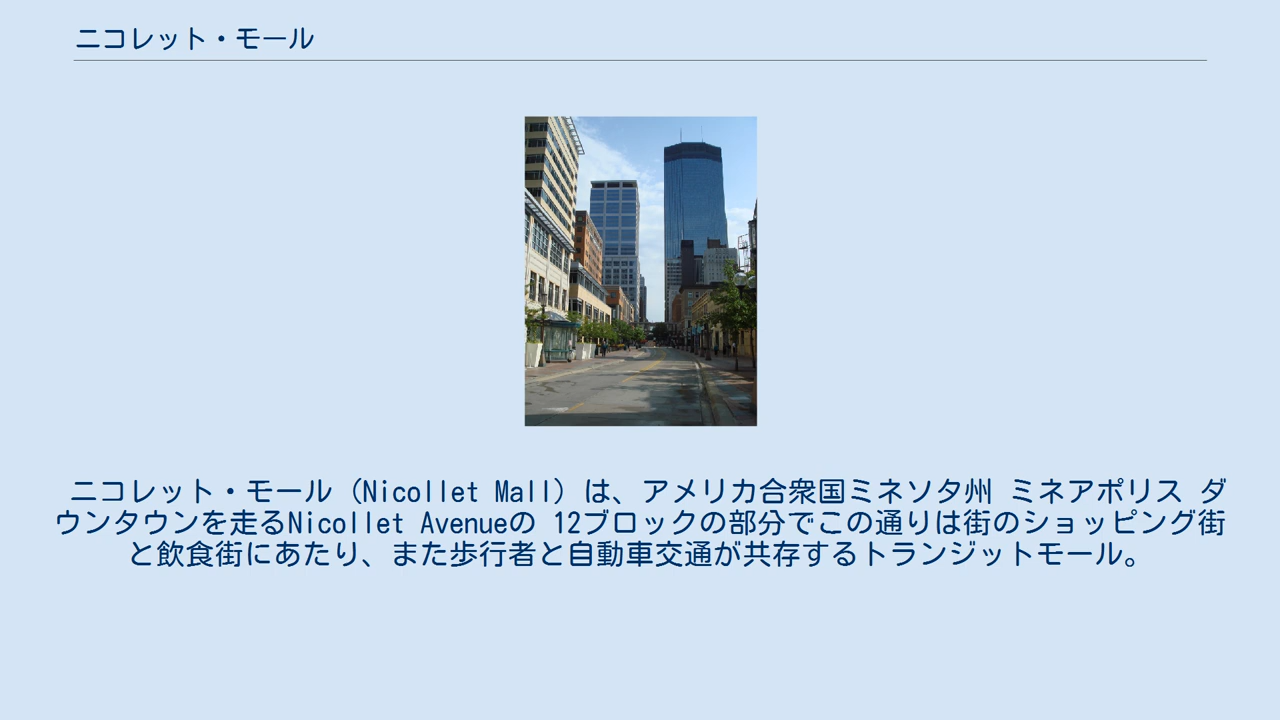 ニコレット・モール
ニコレット・モール（Nicollet Mall）は、アメリカ合衆国ミネソタ州 ミネアポリス ダ
ウンタウンを走るNicollet Avenueの 12ブロックの部分でこの通りは街のショッピング街
と飲食街にあたり、また歩行者と自動車交通が共存するトランジットモール。